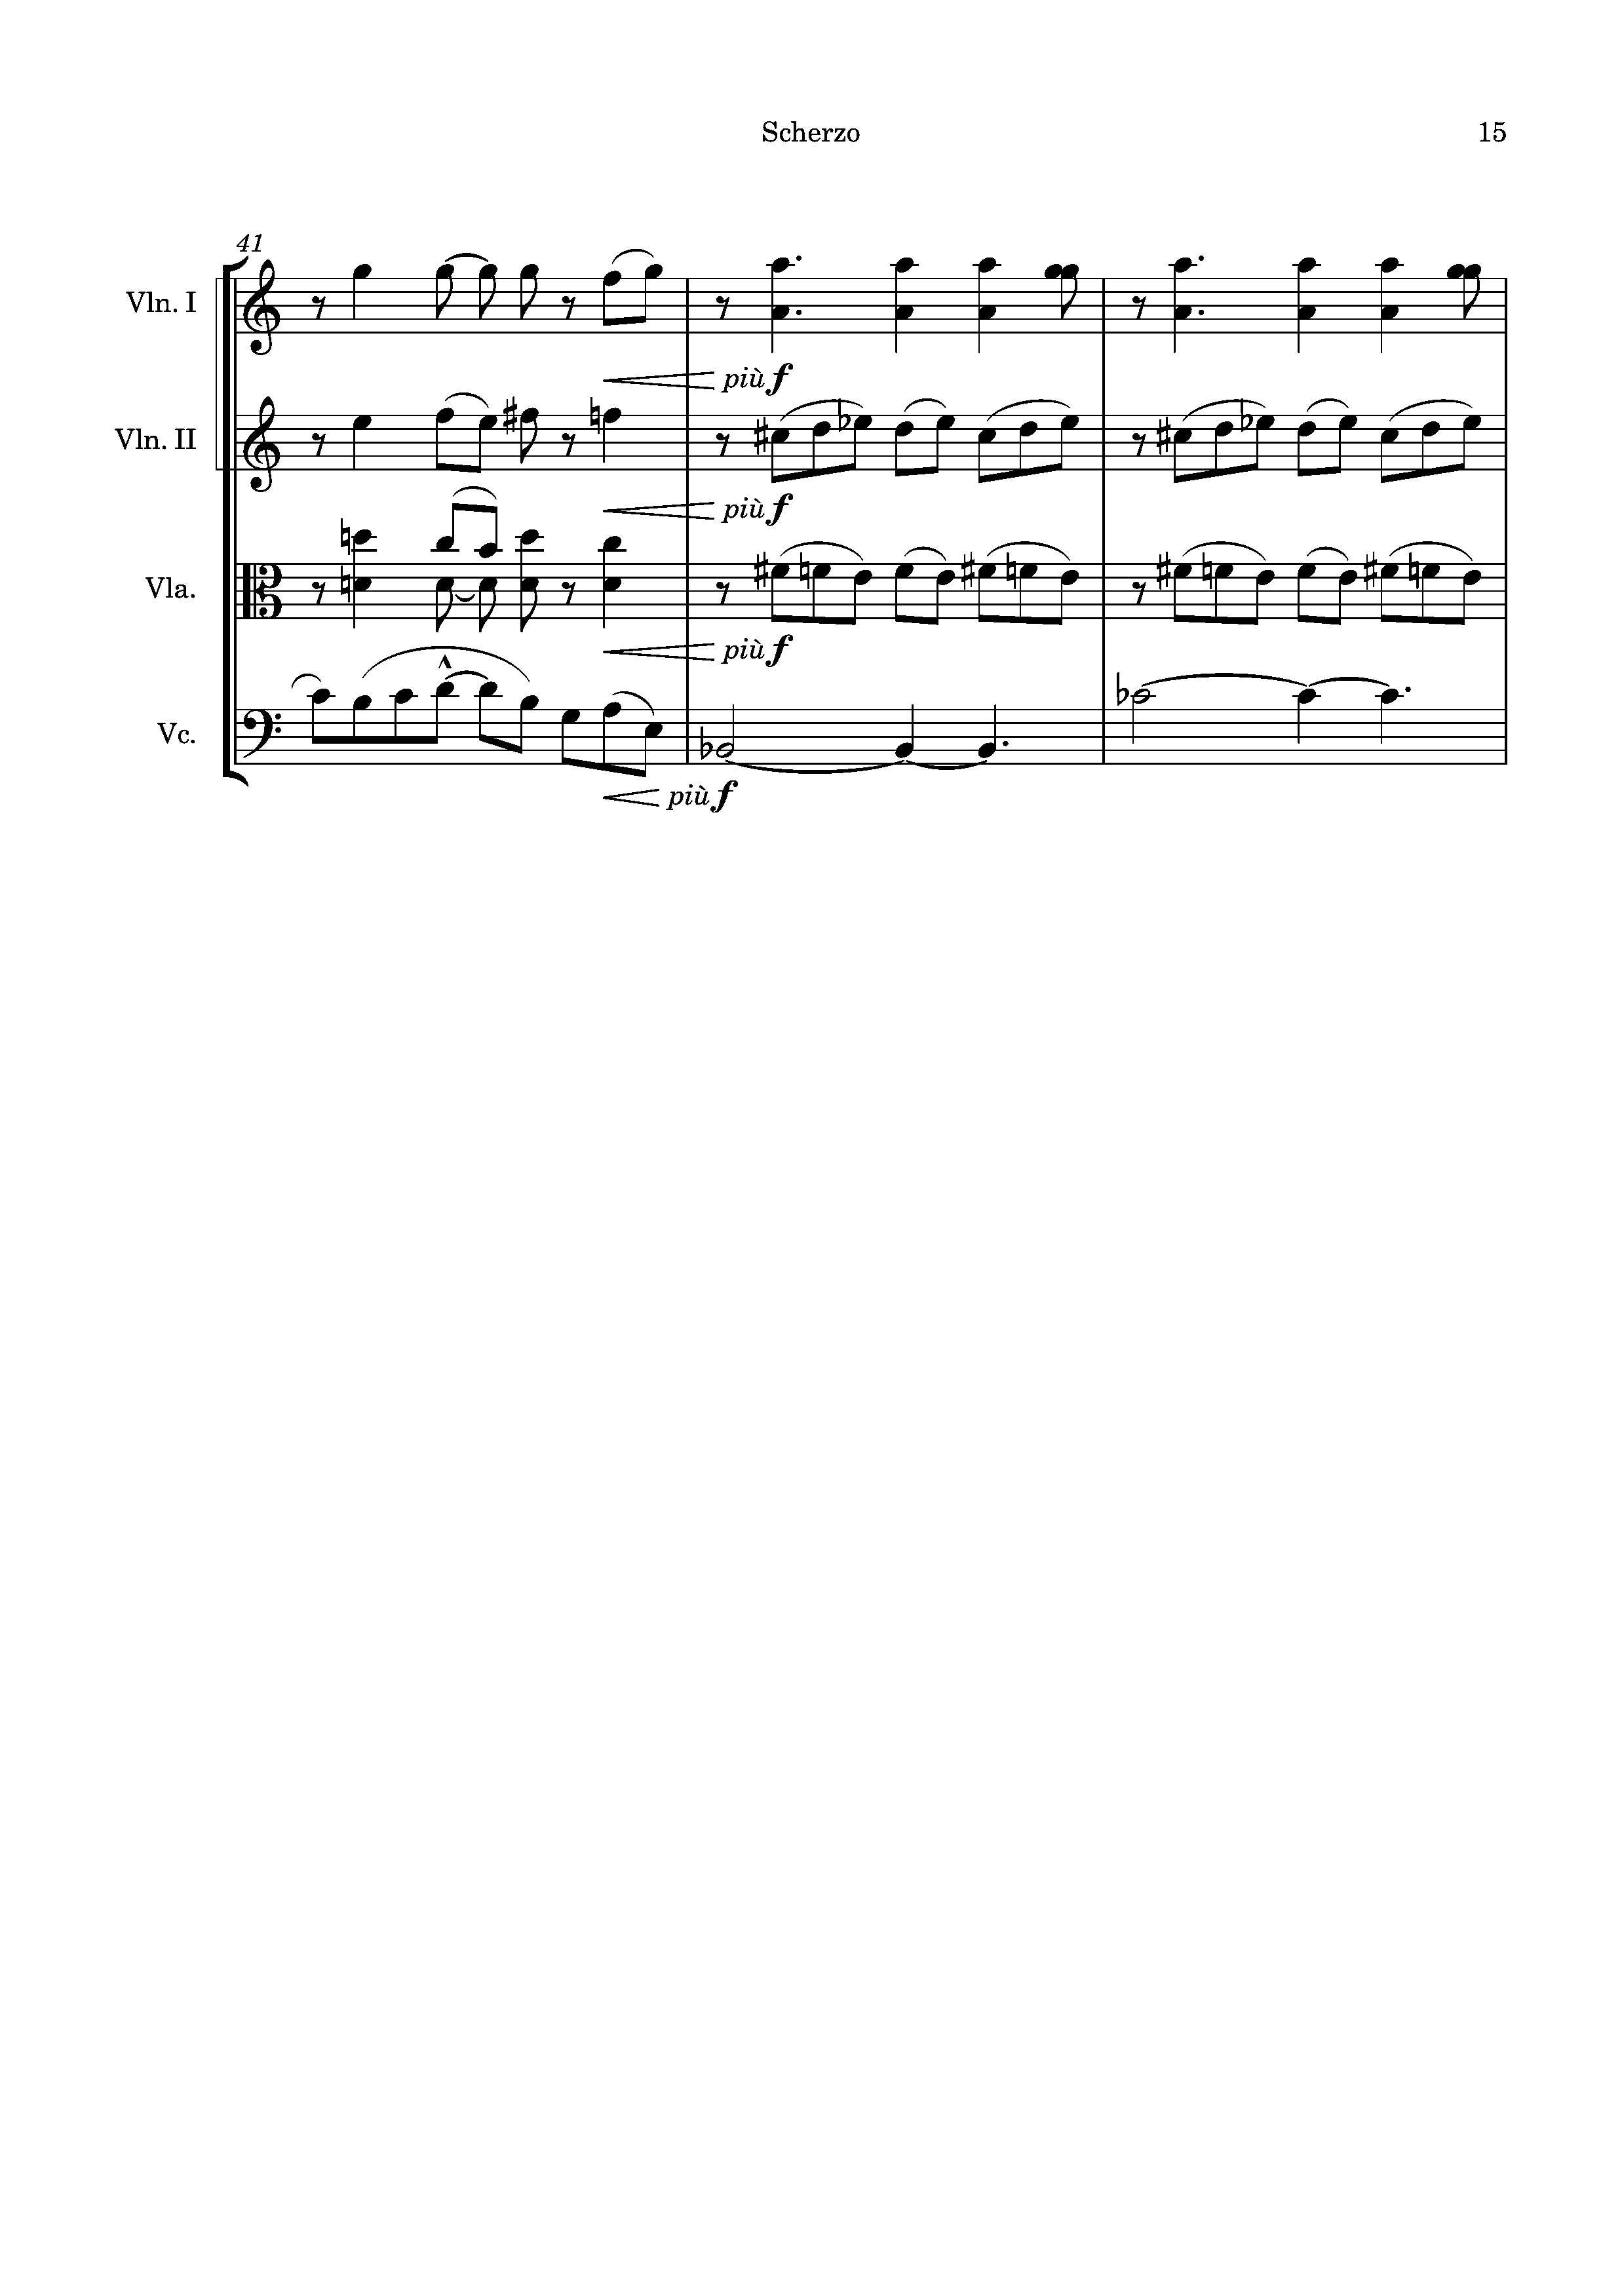 Scherzo 15
41
Vln. I
più f
Vln. II
più f
Vla.
più f
Vc.
più f